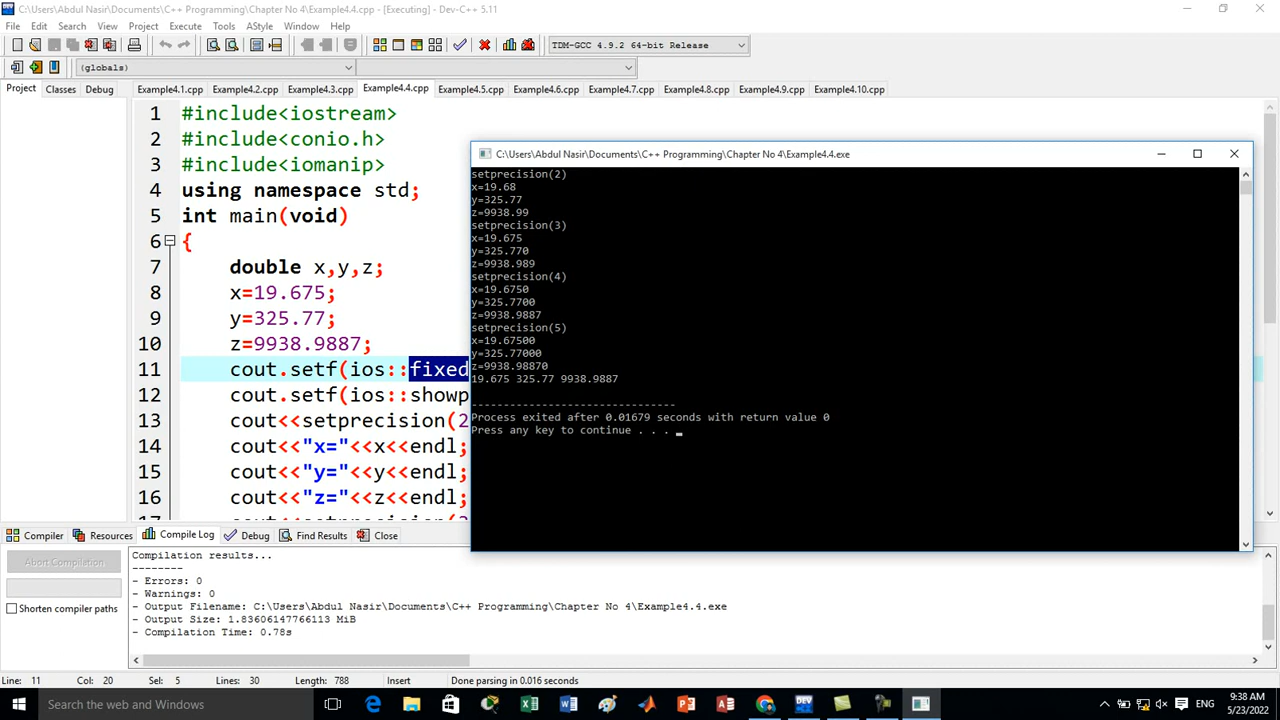 C:\Users\Abdul Nasir\Documents\C++ Programming\Chapter No 4\Example4.4.cpp - [Executing] - Dev-C++ 5.11
File Edit Search View Project Execute Tools AStyle Window Help
TDM-GCC 4.9.2 64-bit Release
(globals)
Project Classes Debug Example4.1.cpp Example4.2.cpp Example4.3.cpp Example4.4.cpp Example4.5.cpp Example4.6.cpp Example4.7.cpp Example4.8.cpp Example4.9.cpp Example4.10.cpp
1 #include<iostream>
2 #include<conio.h>
3 #include<iomanip>
4 using namespace std;
5 int main(void)
6 {
7 double x,y,z;
8 x=19.675;
9 y=325.77;
10 z=9938.9887;
11 cout.setf(ios::fixed
12 cout.setf(ios::showp
13 cout<<setprecision(2
14 cout<<"x="<<x<<endl;
15 cout<<"y="<<y<<endl;
16 cout<<"z="<<z<<endl;
C:\Users\Abdul Nasir\Documents\C++ Programming\Chapter No 4\Example4.4.exe
setprecision(2)
x=19.68
y=325.77
z=9938.99
setprecision(3)
x=19.675
y=325.770
z=9938.989
setprecision(4)
x=19.6750
y=325.7700
z=9938.9887
setprecision(5)
x=19.67500
y=325.77000
z=9938.98870
19.675 325.77 9938.9887
--------------------------------
Process exited after 0.01679 seconds with return value 0
Press any key to continue . . .
Compiler Resources Compile Log Debug Find Results Close
Abort Compilation
Shorten compiler paths
Compilation results...
--------
- Errors: 0
- Warnings: 0
- Output Filename: C:\Users\Abdul Nasir\Documents\C++ Programming\Chapter No 4\Example4.4.exe
- Output Size: 1.83606147766113 MiB
- Compilation Time: 0.78s
Line: 11 Col: 20 Sel: 5 Lines: 30 Length: 788 Insert Done parsing in 0.016 seconds
Search the web and Windows
ENG
9:38 AM
5/23/2022